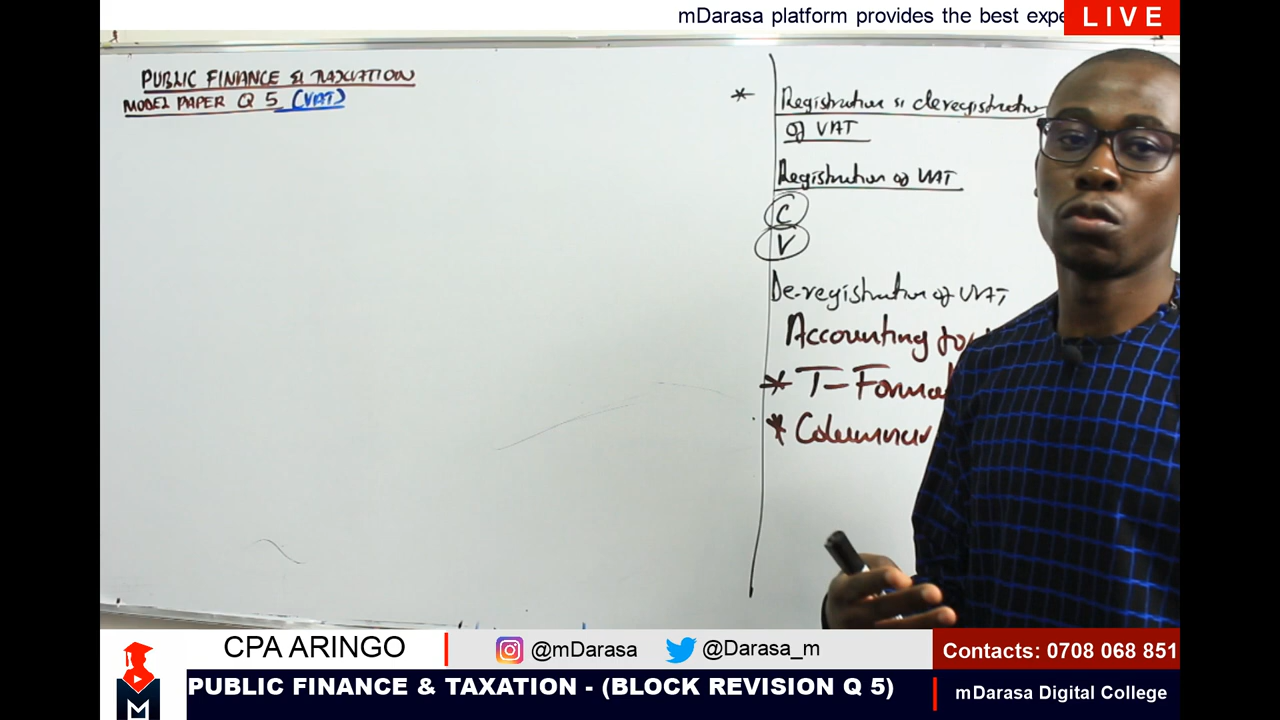 mDarasa platform provides the best expe
LIVE
PUBLIC FINANCE & TAXATION
MODEL PAPER Q 5 (VAT)
* Registration & deregistration
of VAT
Registration of VAT
C
V
De-registration of VAT
Accounting for
* T-Forma
* Columnar
CPA ARINGO
@mDarasa
@Darasa_m
Contacts: 0708 068 851
PUBLIC FINANCE & TAXATION - (BLOCK REVISION Q 5)
mDarasa Digital College